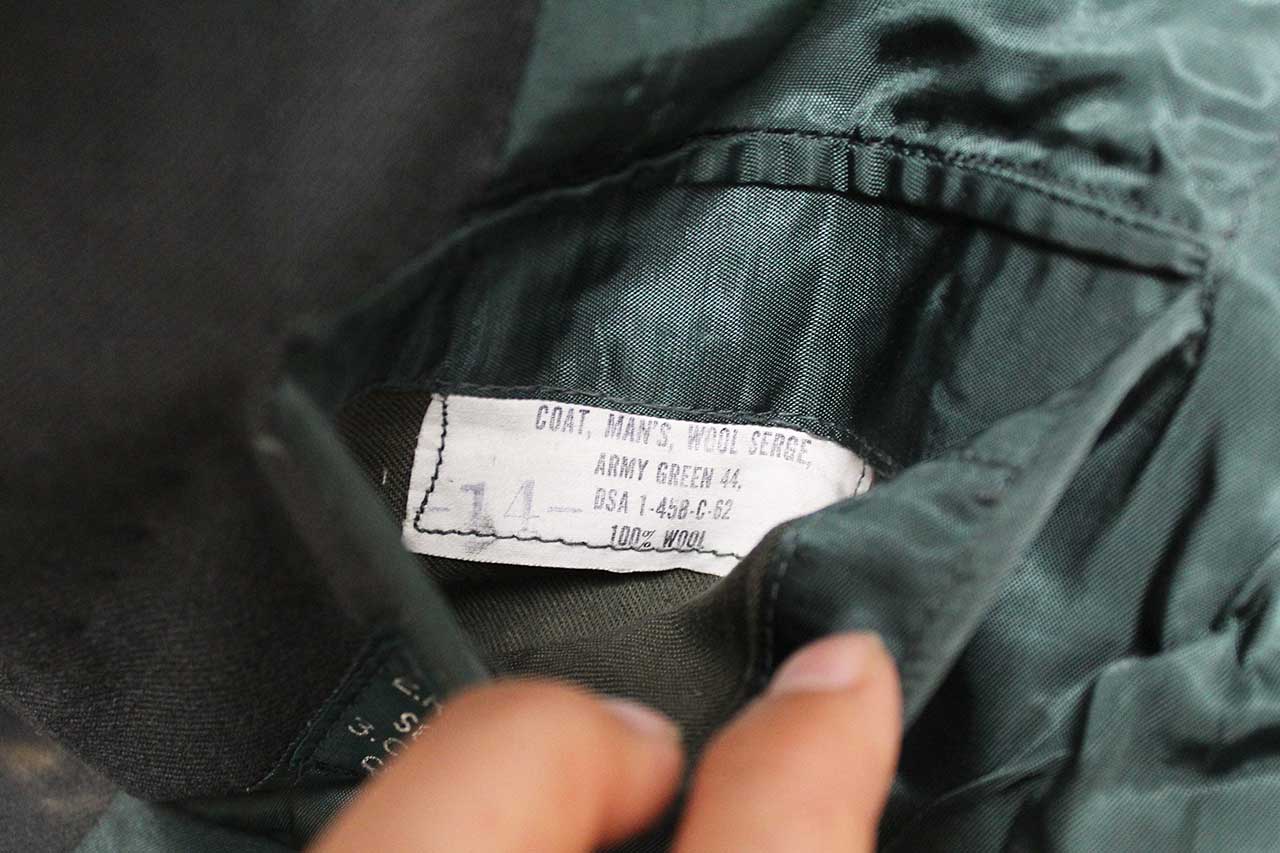 COAT, MAN'S, WOOL SERGE,
ARMY GREEN 44,
-14-
DSA 1-458-C-62
100% WOOL